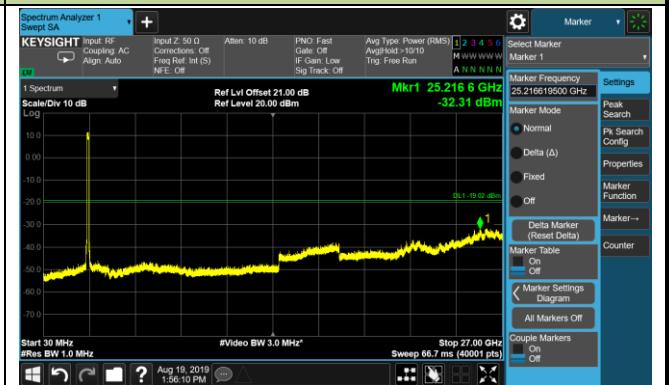 Spectrum Analyzer 1
Swept SA
Marker
KEYSIGHT Input: RF
Coupling: AC
Align: Auto
Input Z: 50 Ω
Corrections: Off
Freq Ref: Int (S)
NFE: Off
Atten: 10 dB
PNO: Fast
Gate: Off
IF Gain: Low
Sig Track: Off
Avg Type: Power (RMS)
Avg|Hold:>10/10
Trig: Free Run
1 2 3 4 5 6
M W W W W W
A N N N N N
LXI
1 Spectrum
Scale/Div 10 dB
Log
Ref Lvl Offset 21.00 dB
Ref Level 20.00 dBm
Mkr1 25.216 6 GHz
-32.31 dBm
10.0
0.00
-10.0
-20.0
-30.0
-40.0
-50.0
-60.0
-70.0
DL1 -19.02 dBm
1
Start 30 MHz
#Res BW 1.0 MHz
#Video BW 3.0 MHz*
Stop 27.00 GHz
Sweep 66.7 ms (40001 pts)
Select Marker
Marker 1
Marker Frequency
25.216619500 GHz
Marker Mode
Normal
Delta (Δ)
Fixed
Off
Delta Marker
(Reset Delta)
Marker Table
On
Off
Marker Settings
Diagram
All Markers Off
Couple Markers
On
Off
Settings
Peak
Search
Pk Search
Config
Properties
Marker
Function
Marker→
Counter
Aug 19, 2019
1:56:10 PM